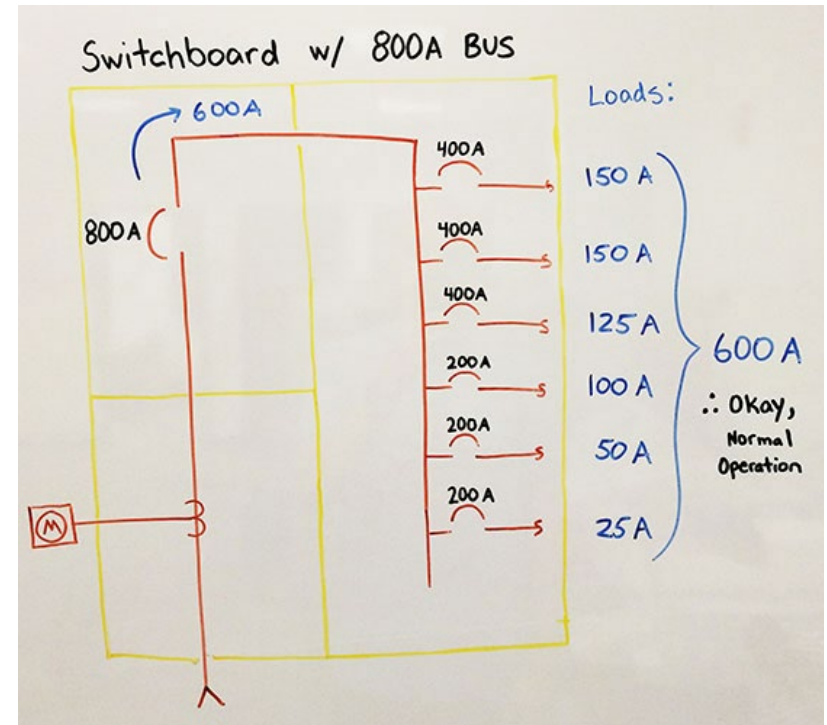 Switchboard w/ 800A BUS
Loads:
600A
800A
400A
150 A
400A
150 A
400A
125 A
200A
100 A
200A
50 A
200 A
25 A
600 A
∴ Okay,
Normal
Operation
M